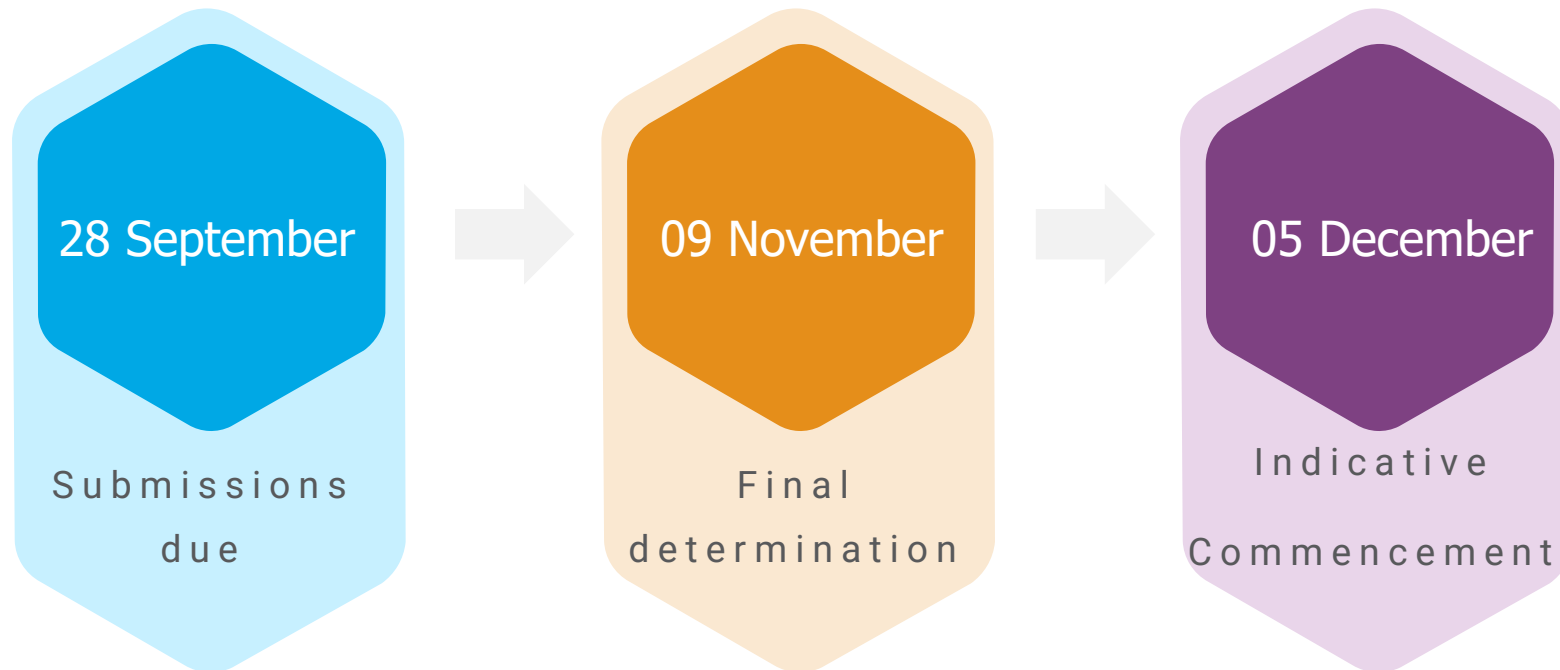 28 September
Submissions
due
09 November
Final
determination
05 December
Indicative
Commencement